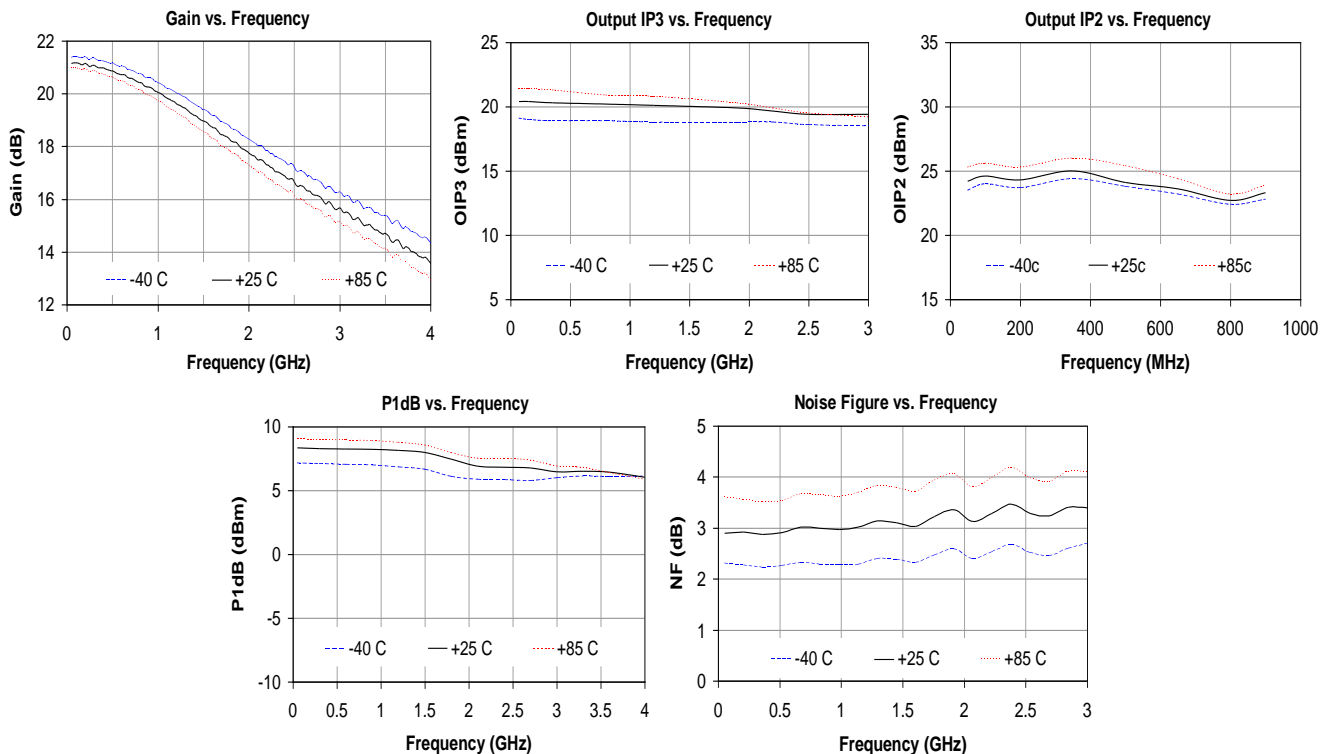 Gain vs. Frequency
22
20
18
16
14
12
Gain (dB)
-40 C
+25 C
+85 C
0
1
2
3
4
Frequency (GHz)
Output IP3 vs. Frequency
25
20
15
10
5
OIP3 (dBm)
-40 C
+25 C
+85 C
0
0.5
1
1.5
2
2.5
3
Frequency (GHz)
Output IP2 vs. Frequency
35
30
25
20
15
OIP2 (dBm)
-40c
+25c
+85c
0
200
400
600
800
1000
Frequency (MHz)
P1dB vs. Frequency
10
5
0
-5
-10
P1dB (dBm)
-40 C
+25 C
+85 C
0
0.5
1
1.5
2
2.5
3
3.5
4
Frequency (GHz)
Noise Figure vs. Frequency
5
4
3
2
1
0
NF (dB)
-40 C
+25 C
+85 C
0
0.5
1
1.5
2
2.5
3
Frequency (GHz)